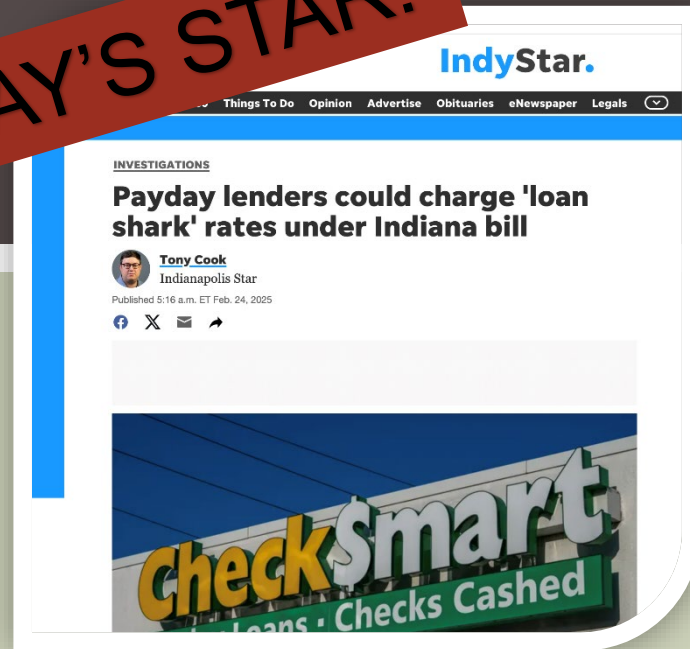 AY'S STAR.
IndyStar.
Things To Do Opinion Advertise Obituaries eNewspaper Legals
INVESTIGATIONS
Payday lenders could charge 'loan
shark' rates under Indiana bill
Tony Cook
Indianapolis Star
Published 5:16 a.m. ET Feb. 24, 2025
Check$mart
Loans · Checks Cashed